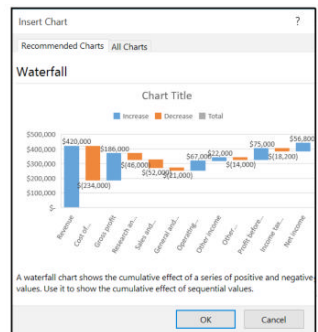 Insert Chart ?
Recommended Charts All Charts
Waterfall
Chart Title
Increase Decrease Total
$500,000
$400,000
$300,000
$200,000
$100,000
$-
$420,000
$(234,000)
$186,000
$(46,000)
$(52,000)
$(21,000)
$67,000
$22,000
$(14,000)
$75,000
$(18,200)
$56,800
Revenue
Cost of...
Gross profit
Research an...
Sales and...
General and...
Operating...
Other income
Other...
Profit before...
Income tax...
Net income
A waterfall chart shows the cumulative effect of a series of positive and negative
values. Use it to show the cumulative effect of sequential values.
OK Cancel